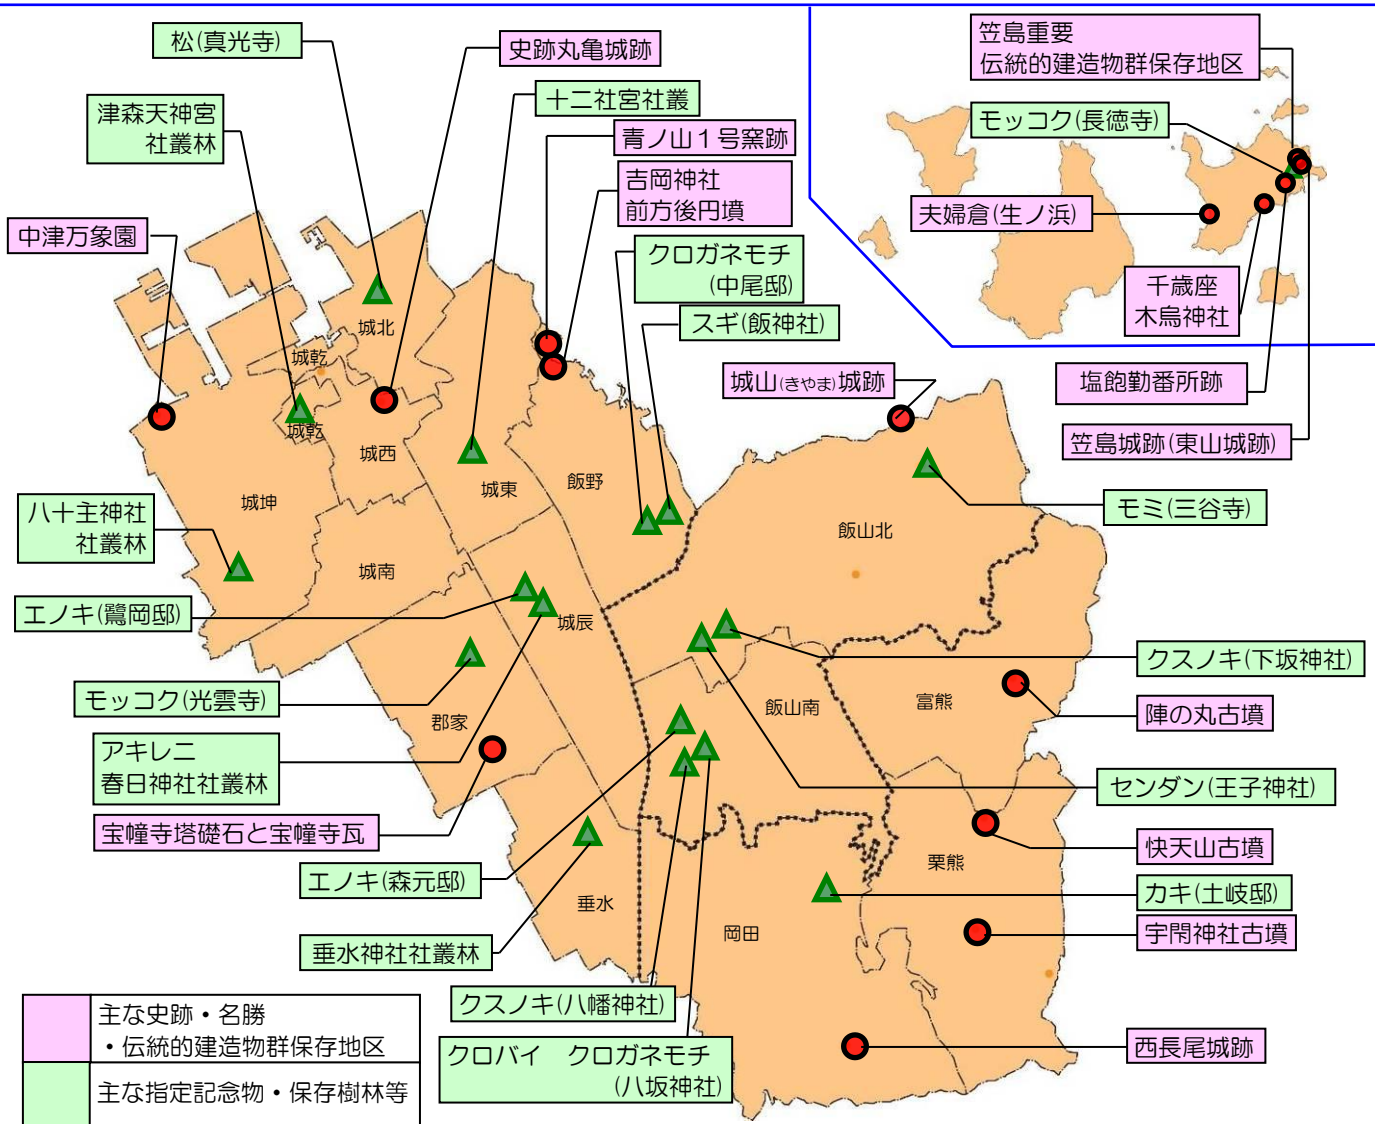 松(真光寺)
史跡丸亀城跡
笠島重要
伝統的建造物群保存地区
十二社宮社叢
津森天神宮
社叢林
青ノ山１号窯跡
モッコク(長徳寺)
吉岡神社
前方後円墳
夫婦倉(生ノ浜)
中津万象園
クロガネモチ
(中尾邸)
千歳座
木烏神社
スギ(飯神社)
城北
城乾
城山(きやま)城跡
塩飽勤番所跡
城乾
笠島城跡(東山城跡)
城西
城東
飯野
城坤
モミ(三谷寺)
八十主神社
社叢林
飯山北
城南
エノキ(鷺岡邸)
城辰
クスノキ(下坂神社)
モッコク(光雲寺)
郡家
飯山南
富熊
陣の丸古墳
アキレニ
春日神社社叢林
センダン(王子神社)
宝幢寺塔礎石と宝幢寺瓦
快天山古墳
栗熊
エノキ(森元邸)
カキ(土岐邸)
垂水
岡田
宇閇神社古墳
垂水神社社叢林
クスノキ(八幡神社)
主な史跡・名勝
・伝統的建造物群保存地区
クロバイ　クロガネモチ
(八坂神社)
西長尾城跡
主な指定記念物・保存樹林等